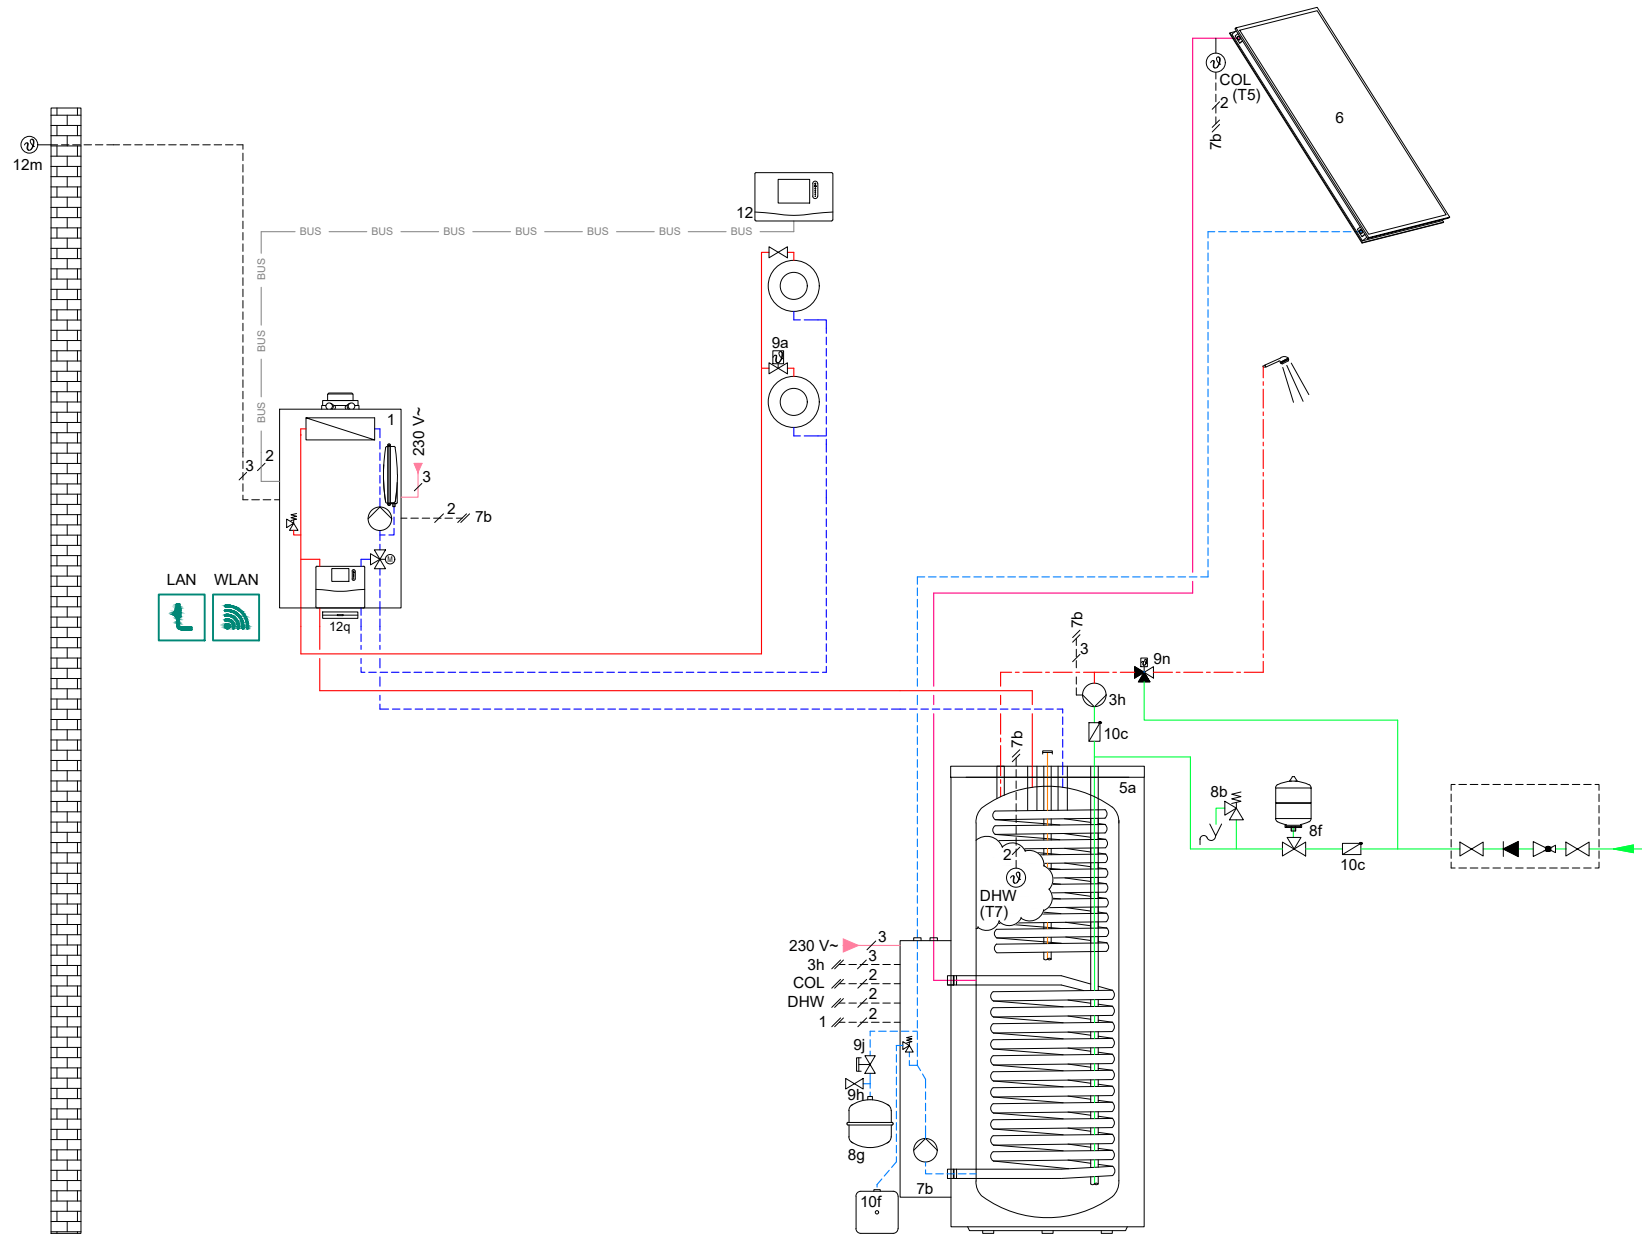 COL
(T5)
2
7b
6
12m
12
BUS BUS BUS BUS BUS BUS BUS
BUS
BUS
BUS
9a
1
230 V~
3
2
3
2
7b
M
LAN
WLAN
12q
7b
3
9n
3h
10c
7b
5a
8b
8f
10c
2
DHW
(T7)
230 V~
3
3h
3
COL
2
DHW
2
1
2
9j
9h
8g
7b
10f